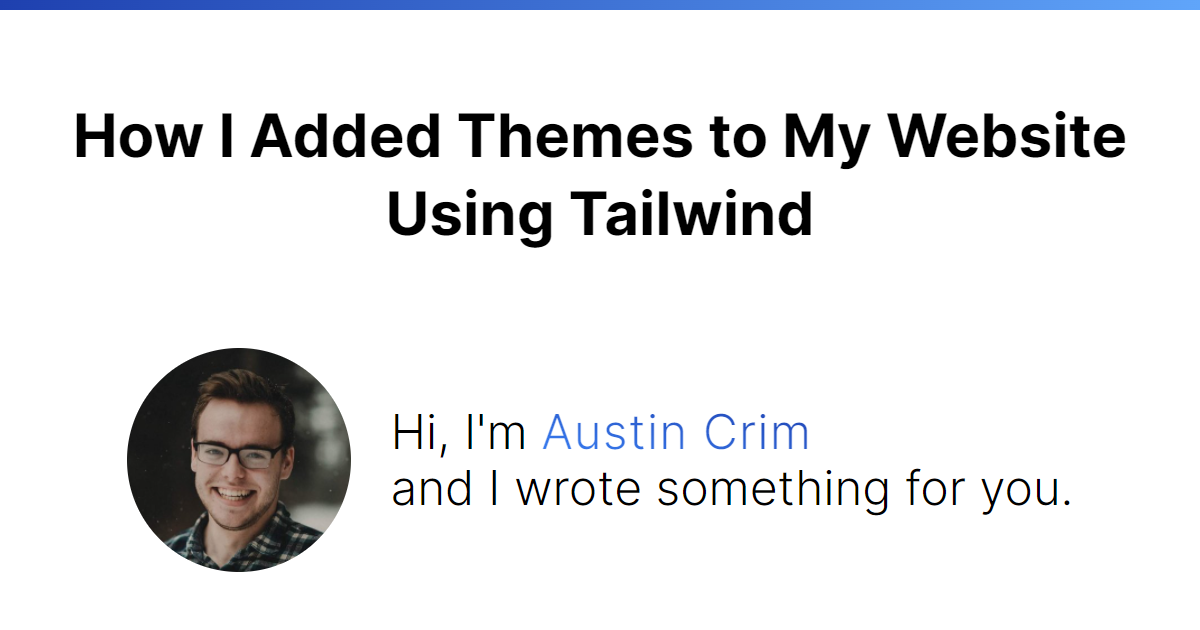 How I Added Themes to My Website
Using Tailwind
Hi, I'm Austin Crim
and I wrote something for you.